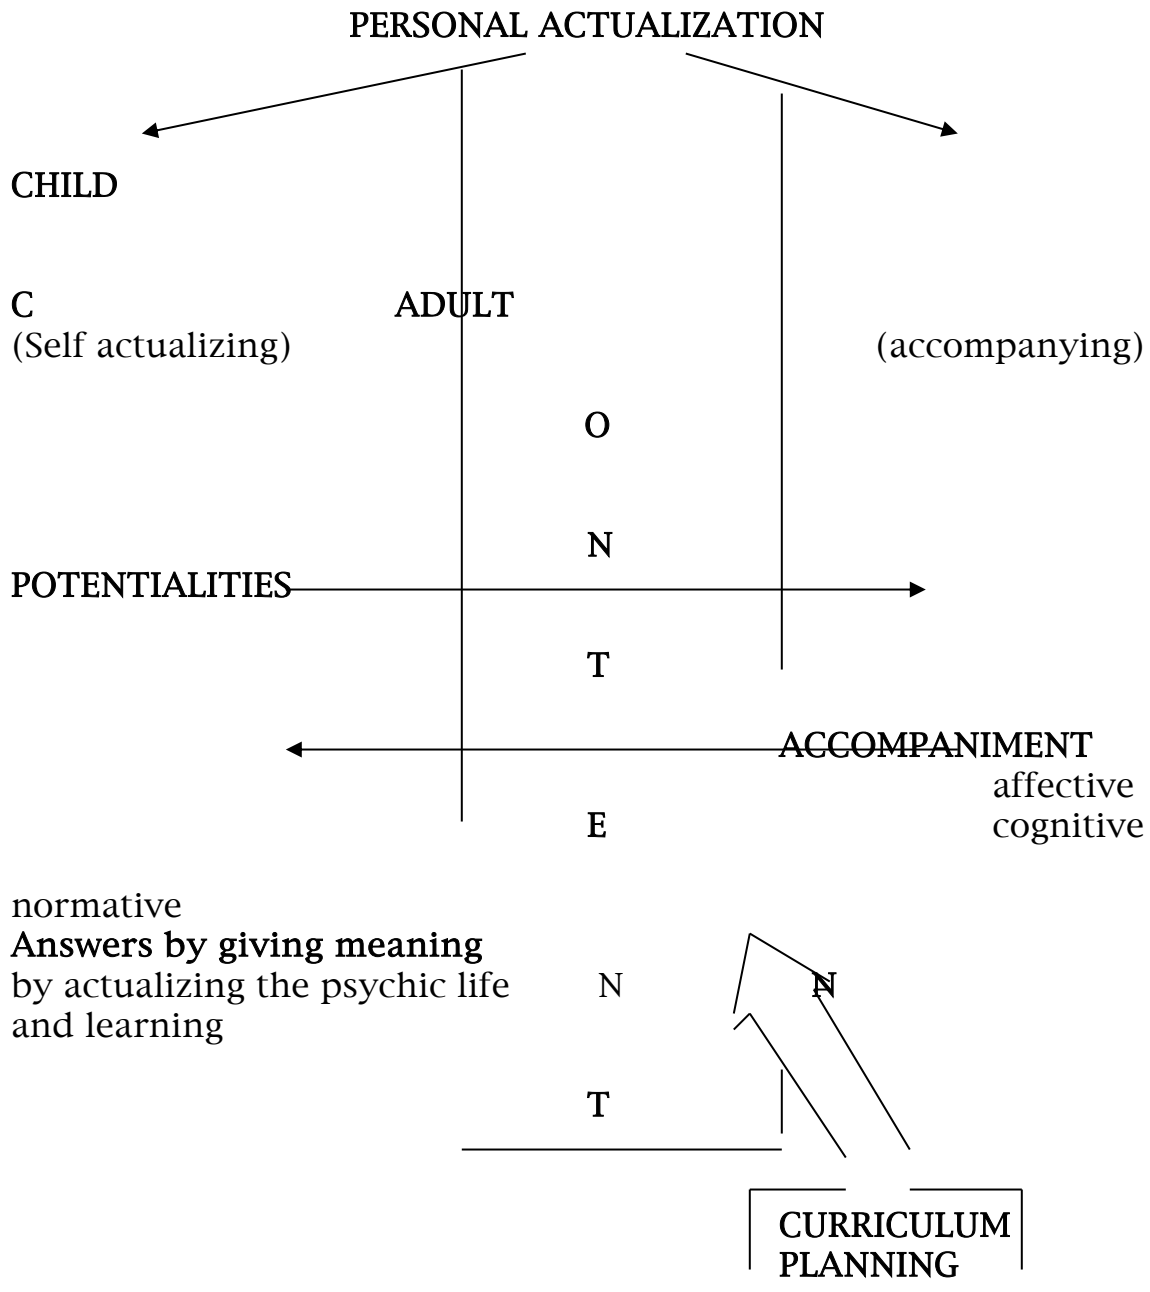 PERSONAL ACTUALIZATION
CHILD
C ADULT
(Self actualizing) (accompanying)
O
N
POTENTIALITIES
T
ACCOMPANIMENT
affective
E cognitive
normative
Answers by giving meaning
by actualizing the psychic life N N
and learning
T
CURRICULUM
PLANNING